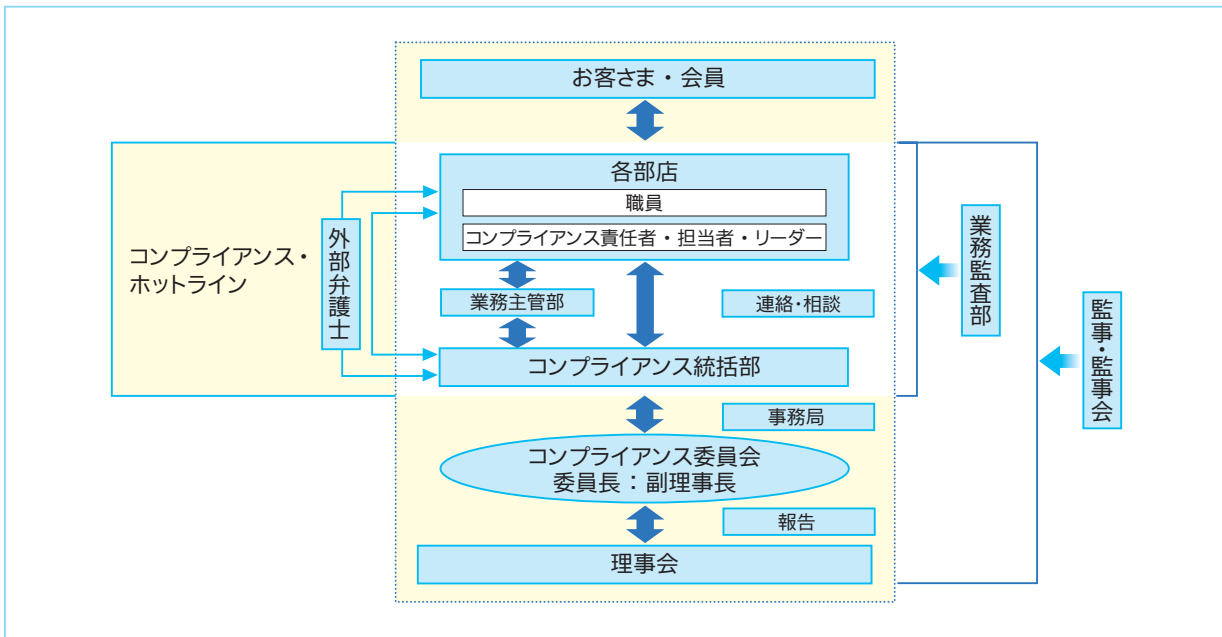 お客さま・会員
各部店
職員
コンプライアンス責任者・担当者・リーダー
コンプライアンス・
ホットライン
外部弁護士
業務主管部
連絡・相談
コンプライアンス統括部
業務監査部
監事・監事会
事務局
コンプライアンス委員会
委員長：副理事長
報告
理事会